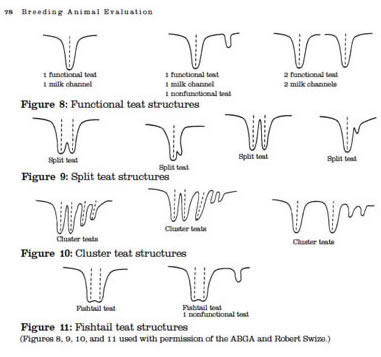 78 Breeding Animal Evaluation
1 functional teat
1 milk channel
1 functional teat
1 milk channel
1 nonfunctional teat
2 functional teat
2 milk channels
Figure 8: Functional teat structures
Split teat
Split teat
Split teat
Split teat
Figure 9: Split teat structures
Cluster teats
Cluster teats
Cluster teats
Figure 10: Cluster teat structures
Fishtail teat
Fishtail teat
1 nonfunctional teat
Figure 11: Fishtail teat structures
(Figures 8, 9, 10, and 11 used with permission of the ABGA and Robert Swize.)